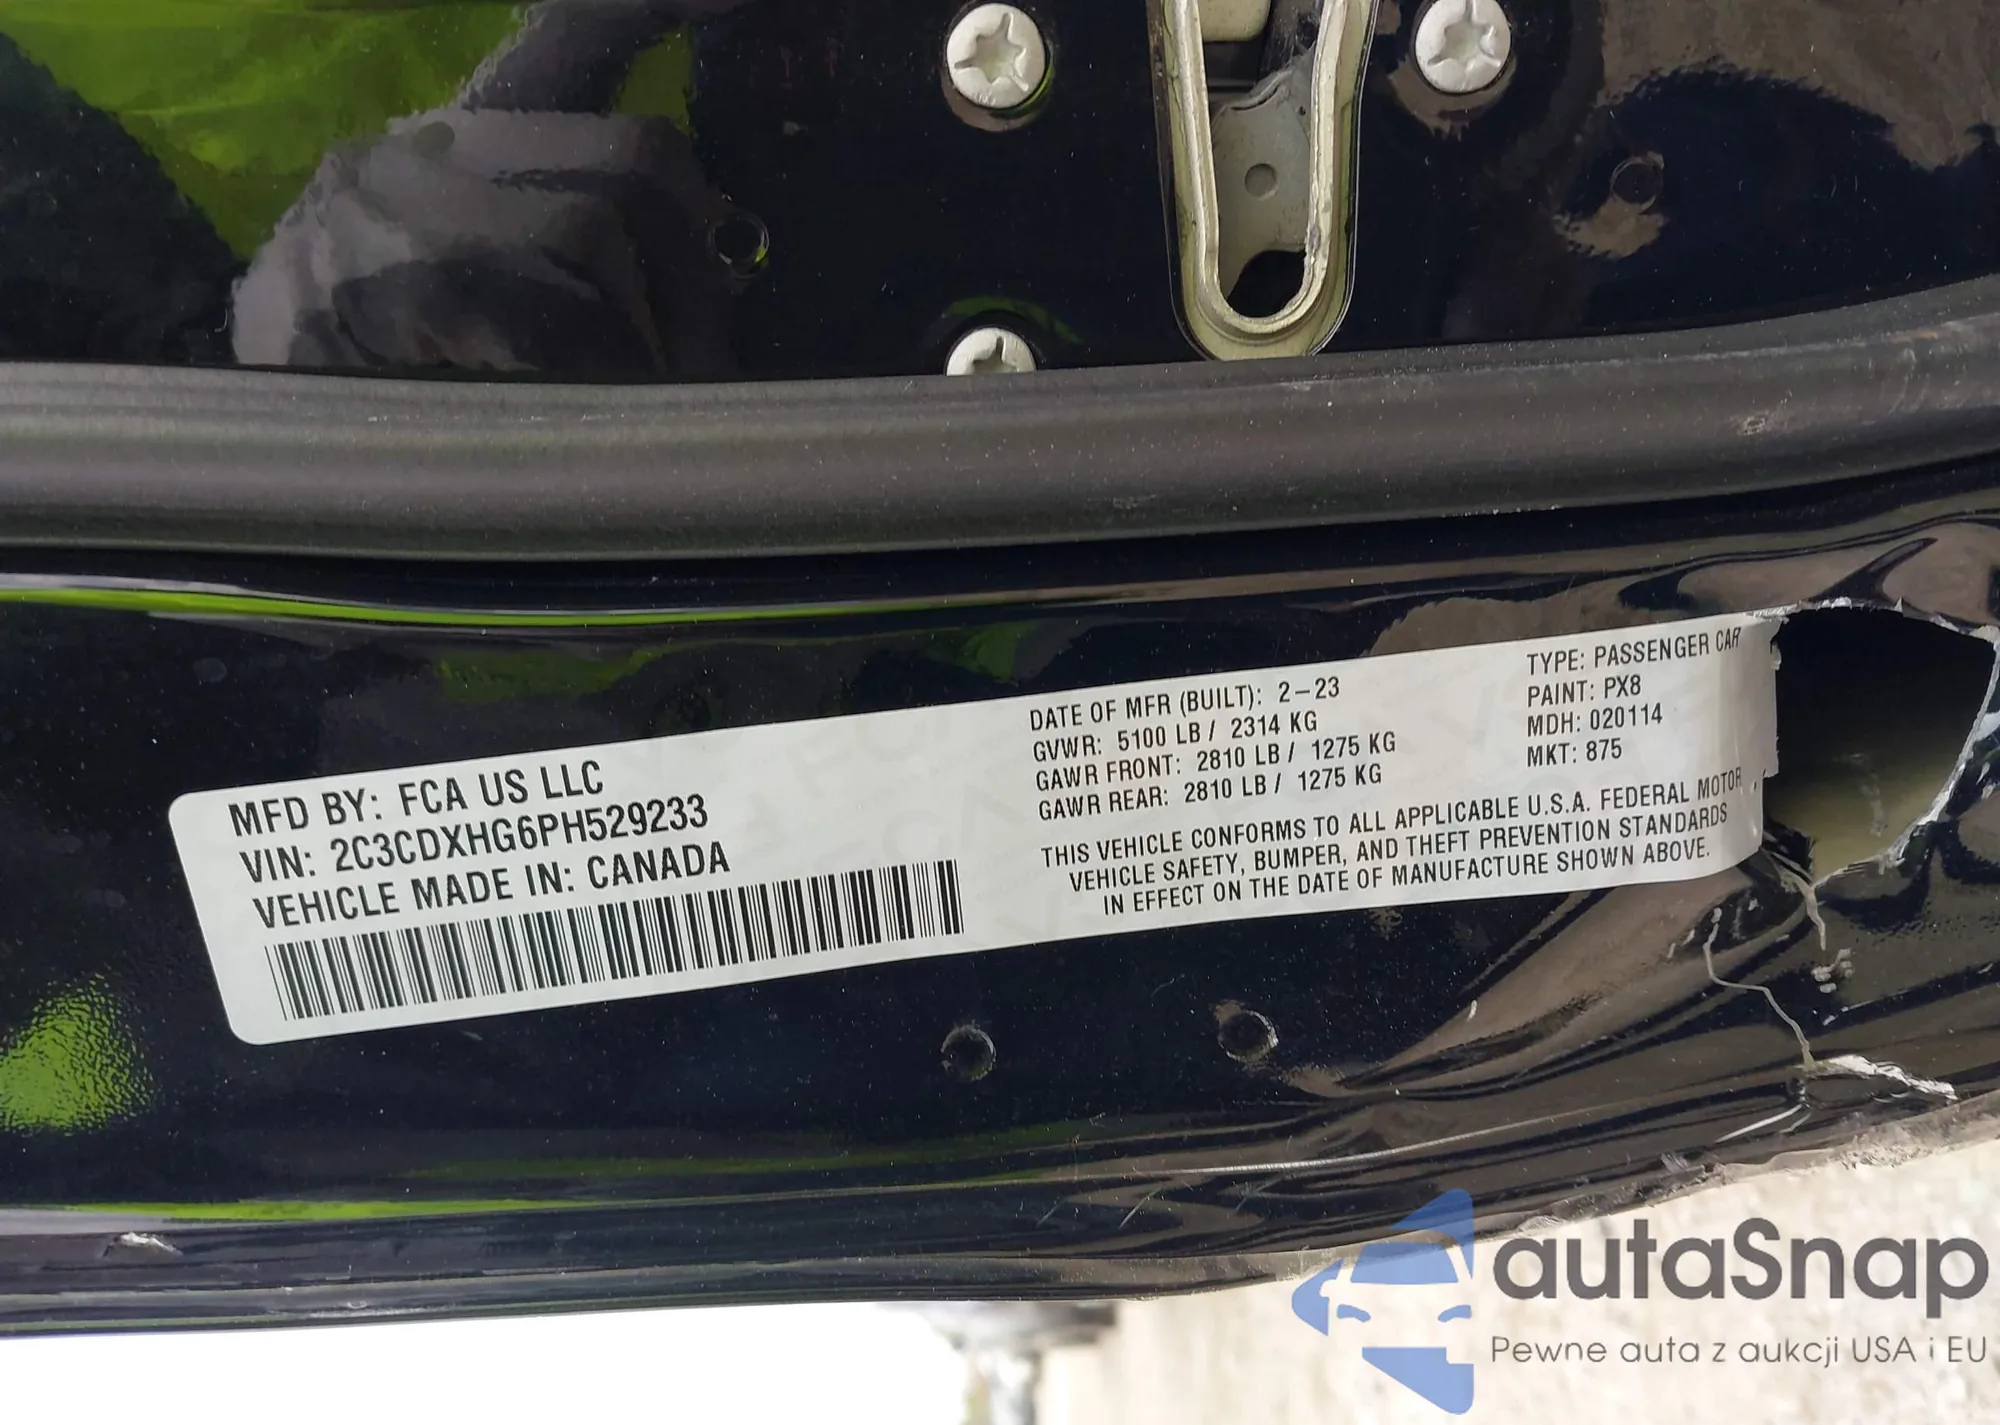 MFD BY: FCA US LLC
VIN: 2C3CDXHG6PH529233
VEHICLE MADE IN: CANADA
DATE OF MFR (BUILT): 2-23
GVWR: 5100 LB / 2314 KG
GAWR FRONT: 2810 LB / 1275 KG
GAWR REAR: 2810 LB / 1275 KG
TYPE: PASSENGER CAR
PAINT: PX8
MDH: 020114
MKT: 875
THIS VEHICLE CONFORMS TO ALL APPLICABLE U.S.A. FEDERAL MOTOR
VEHICLE SAFETY, BUMPER, AND THEFT PREVENTION STANDARDS
IN EFFECT ON THE DATE OF MANUFACTURE SHOWN ABOVE.
autaSnap
Pewne auta z aukcji USA i EU